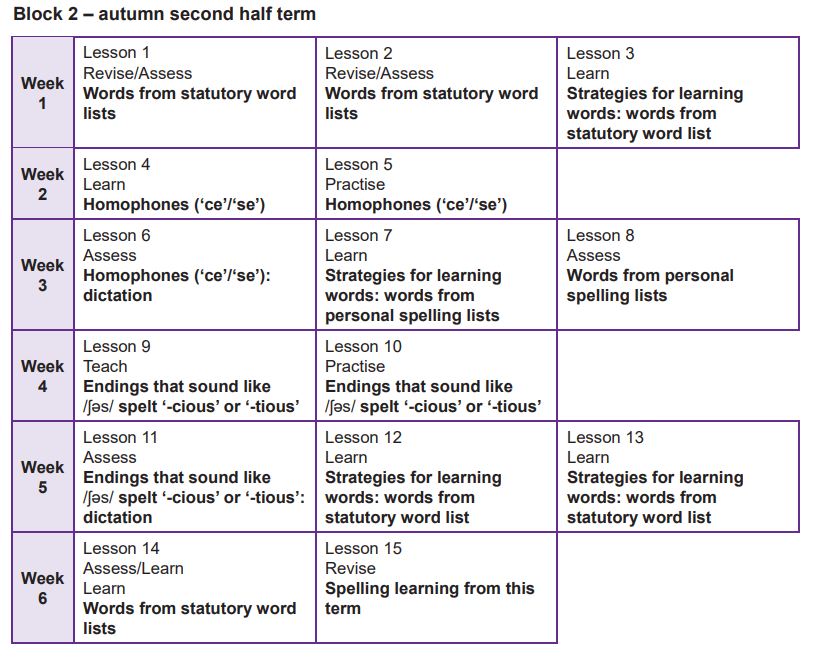 Block 2 – autumn second half term
Week
1
Lesson 1
Revise/Assess
Words from statutory word
lists
Lesson 2
Revise/Assess
Words from statutory word
lists
Lesson 3
Learn
Strategies for learning
words: words from
statutory word list
Week
2
Lesson 4
Learn
Homophones (‘ce’/‘se’)
Lesson 5
Practise
Homophones (‘ce’/‘se’)
Week
3
Lesson 6
Assess
Homophones (‘ce’/‘se’):
dictation
Lesson 7
Learn
Strategies for learning
words: words from
personal spelling lists
Lesson 8
Assess
Words from personal
spelling lists
Week
4
Lesson 9
Teach
Endings that sound like
/ʃəs/ spelt ‘-cious’ or ‘-tious’
Lesson 10
Practise
Endings that sound like
/ʃəs/ spelt ‘-cious’ or ‘-tious’
Week
5
Lesson 11
Assess
Endings that sound like
/ʃəs/ spelt ‘-cious’ or ‘-tious’:
dictation
Lesson 12
Learn
Strategies for learning
words: words from
statutory word list
Lesson 13
Learn
Strategies for learning
words: words from
statutory word list
Week
6
Lesson 14
Assess/Learn
Learn
Words from statutory word
lists
Lesson 15
Revise
Spelling learning from this
term